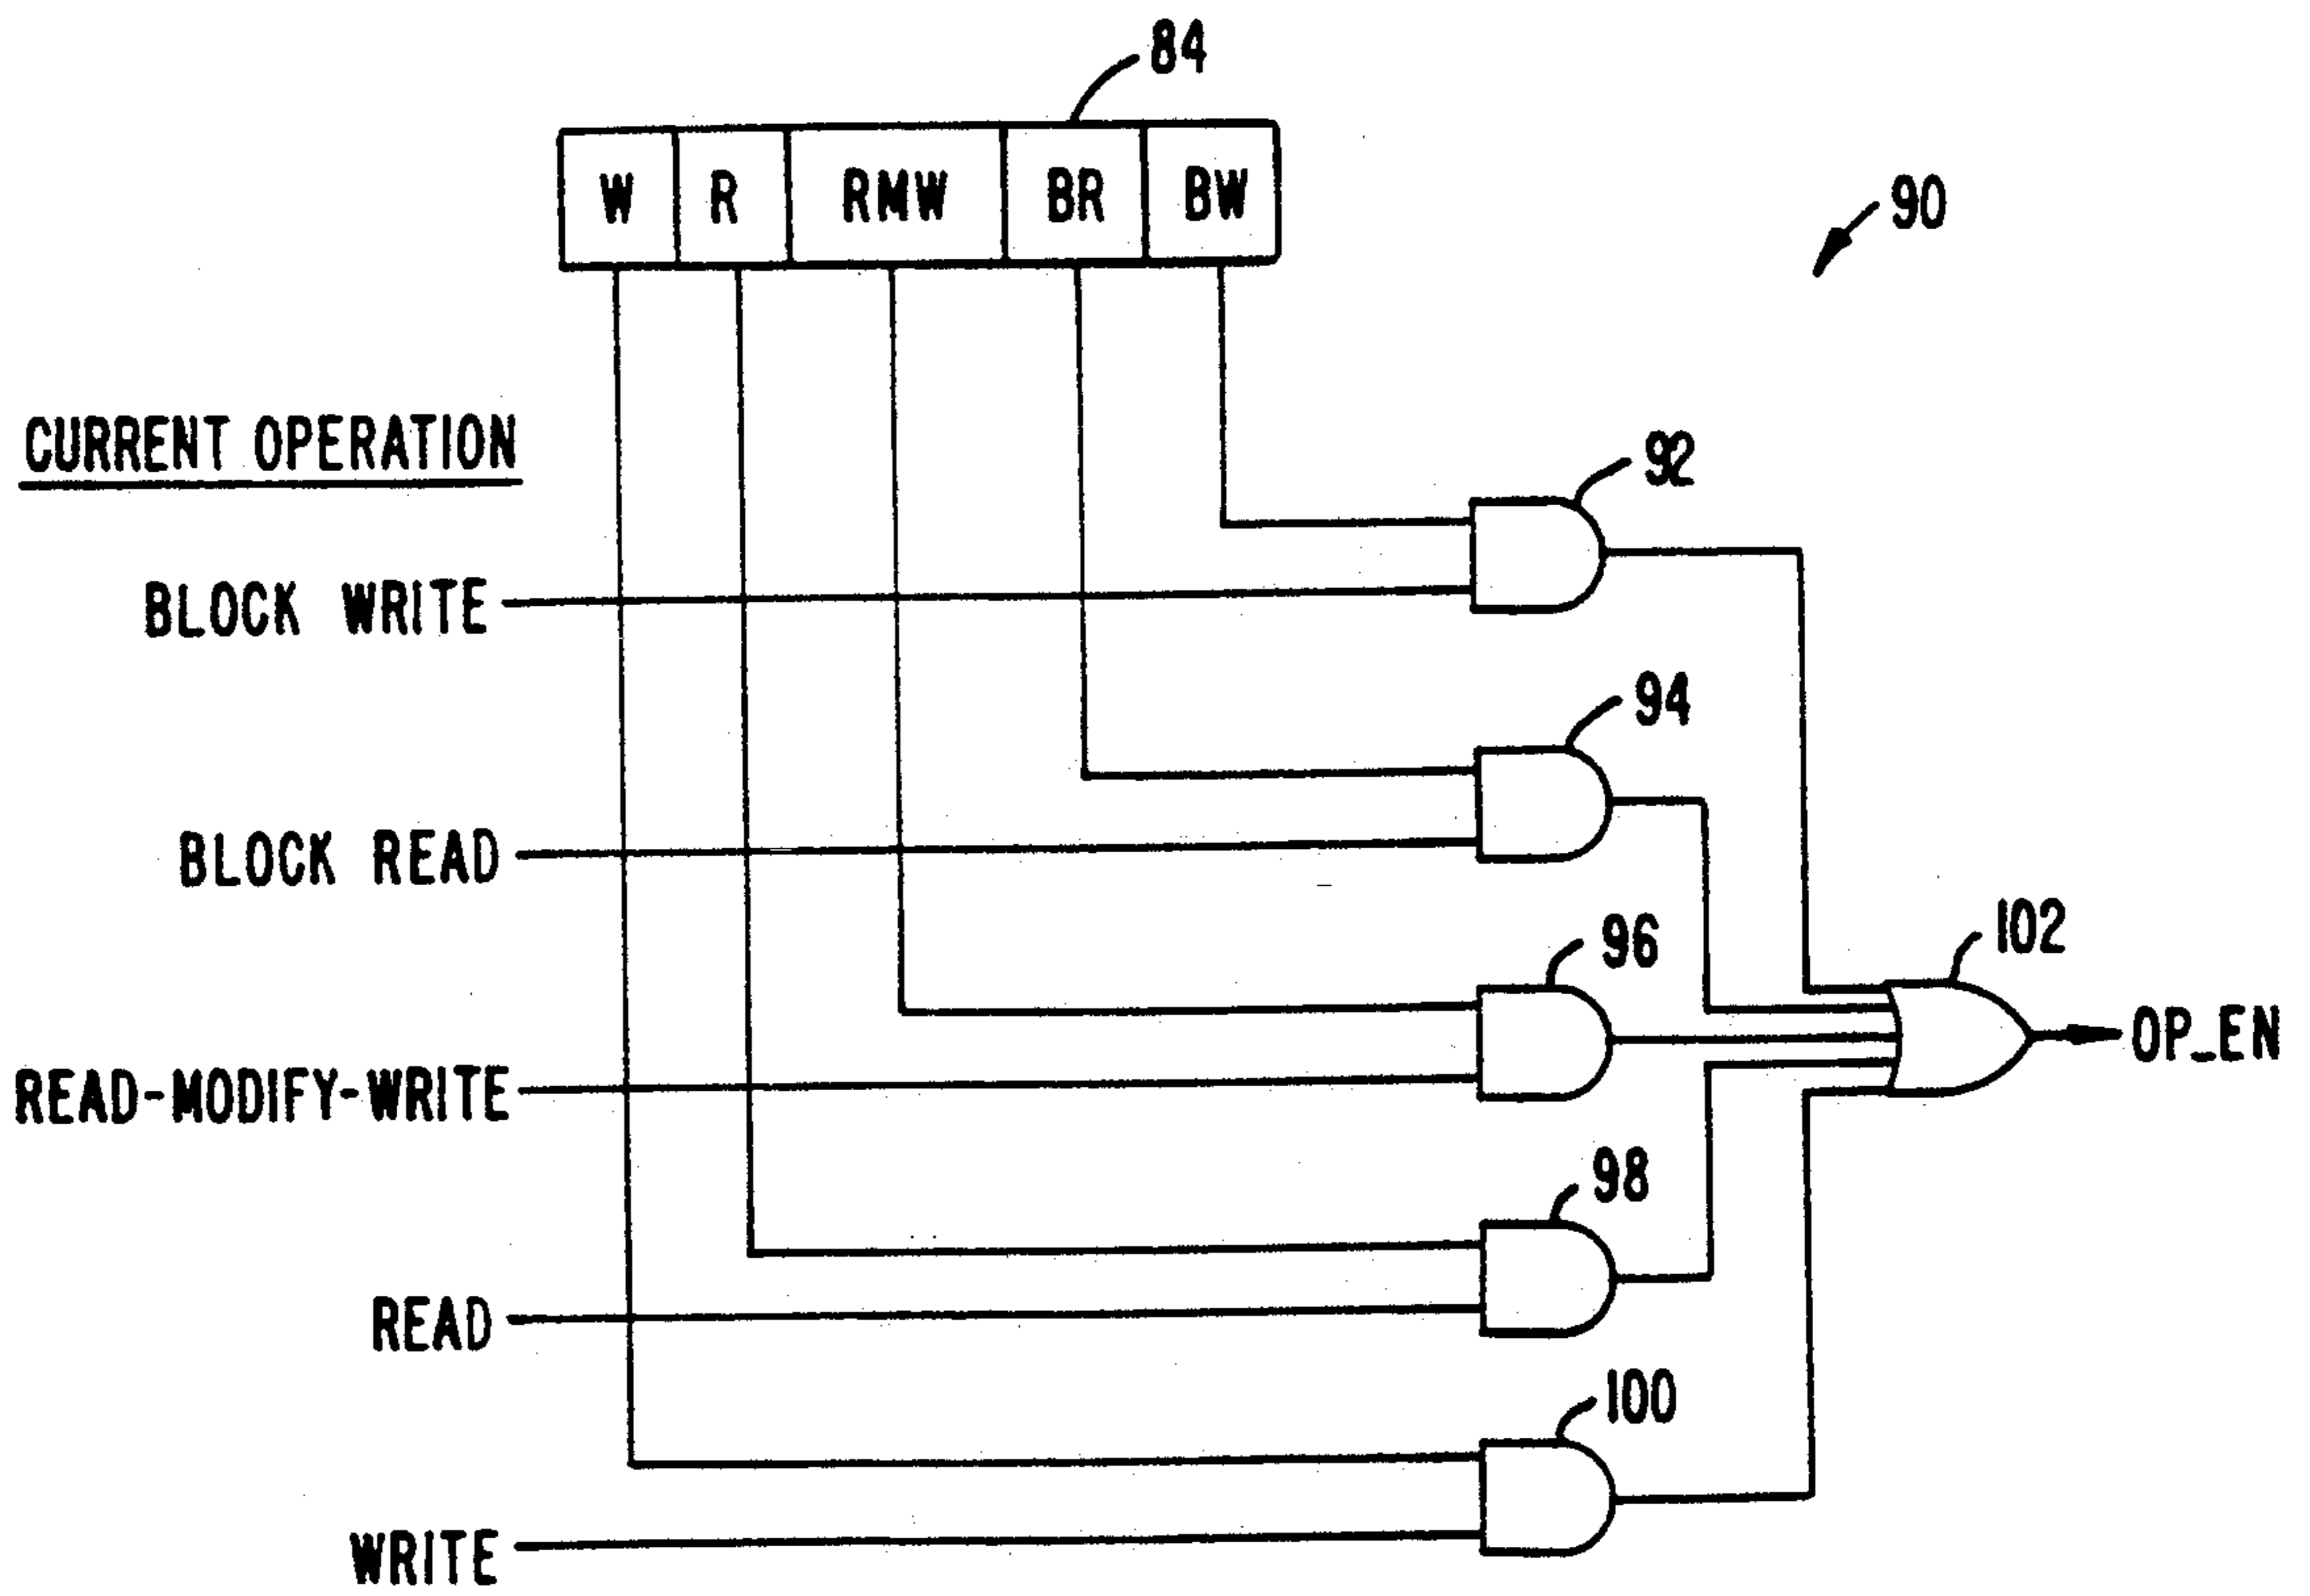 84
W R RMW BR BW
90
CURRENT OPERATION
92
BLOCK WRITE
94
BLOCK READ
96
102
OP_EN
READ-MODIFY-WRITE
98
READ
100
WRITE